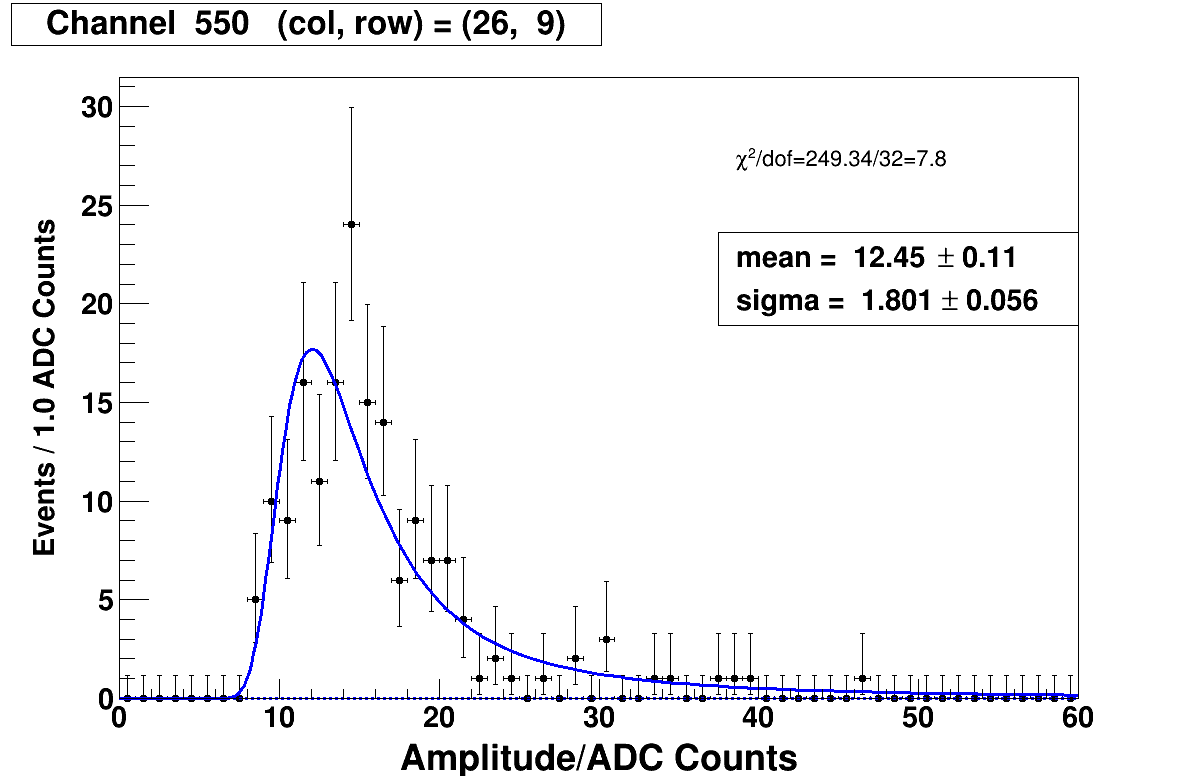 Channel 550 (col, row) = (26, 9)
30
25
20
15
10
5
0
Events / 1.0 ADC Counts
χ²/dof=249.34/32=7.8
mean = 12.45 ± 0.11
sigma = 1.801 ± 0.056
0 10 20 30 40 50 60
Amplitude/ADC Counts